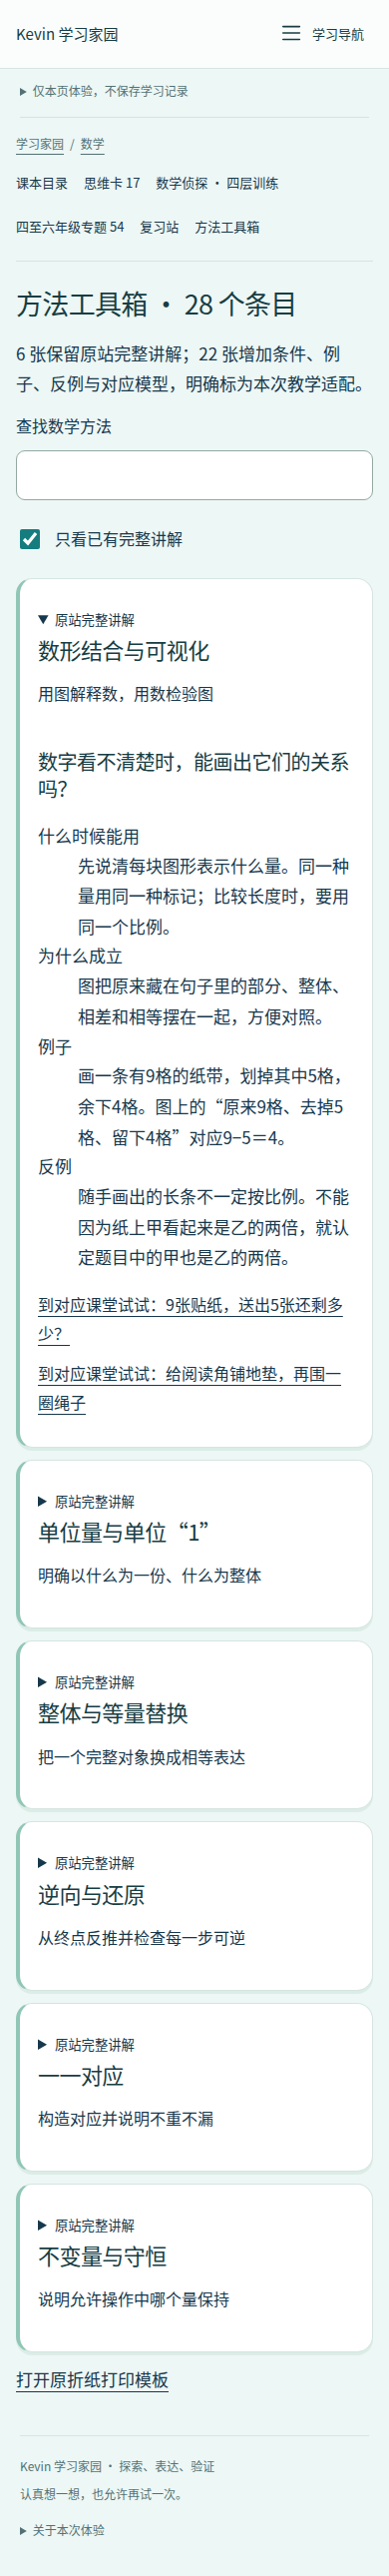 Kevin 学习家园
学习导航
仅本页体验，不保存学习记录
学习家园 / 数学
课本目录 思维卡 17 数学侦探 · 四层训练
四至六年级专题 54 复习站 方法工具箱
方法工具箱 · 28 个条目
6 张保留原站完整讲解；22 张增加条件、例
子、反例与对应模型，明确标为本次教学适配。
查找数学方法
只看已有完整讲解
原站完整讲解
数形结合与可视化
用图解释数，用数检验图
数字看不清楚时，能画出它们的关系
吗？
什么时候能用
先说清每块图形表示什么量。同一种
量用同一种标记；比较长度时，要用
同一个比例。
为什么成立
图把原来藏在句子里的部分、整体、
相差和相等摆在一起，方便对照。
例子
画一条有9格的纸带，划掉其中5格，
余下4格。图上的“原来9格、去掉5
格、留下4格”对应9−5＝4。
反例
随手画出的长条不一定按比例。不能
因为纸上甲看起来是乙的两倍，就认
定题目中的甲也是乙的两倍。
到对应课堂试试：9张贴纸，送出5张还剩多
少？
到对应课堂试试：给阅读角铺地垫，再围一
圈绳子
原站完整讲解
单位量与单位“1”
明确以什么为一份、什么为整体
原站完整讲解
整体与等量替换
把一个完整对象换成相等表达
原站完整讲解
逆向与还原
从终点反推并检查每一步可逆
原站完整讲解
一一对应
构造对应并说明不重不漏
原站完整讲解
不变量与守恒
说明允许操作中哪个量保持
打开原折纸打印模板
Kevin 学习家园 · 探索、表达、验证
认真想一想，也允许再试一次。
关于本次体验